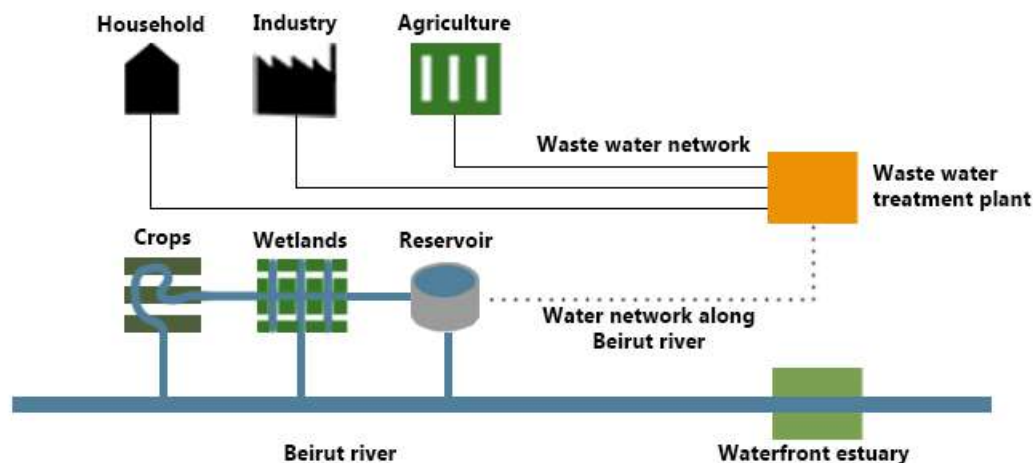 Household
Industry
Agriculture
Waste water network
Waste water
treatment plant
Crops
Wetlands
Reservoir
Water network along
Beirut river
Beirut river
Waterfront estuary